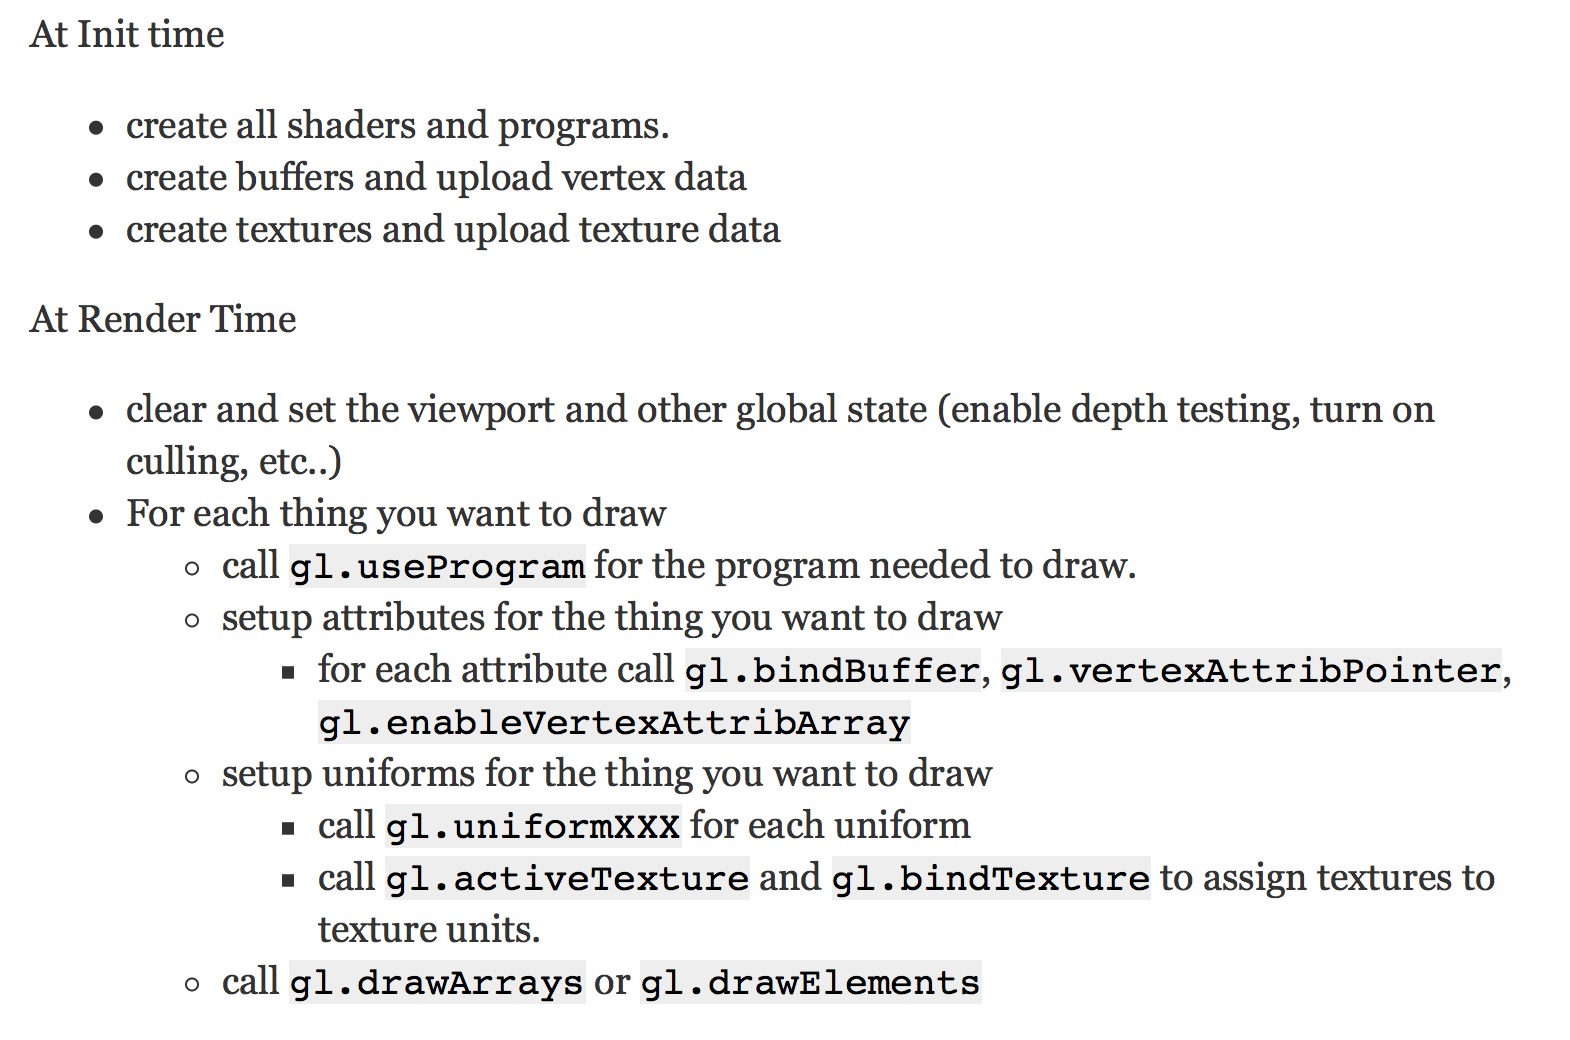 At Init time
create all shaders and programs.
create buffers and upload vertex data
create textures and upload texture data
At Render Time
clear and set the viewport and other global state (enable depth testing, turn on
culling, etc..)
For each thing you want to draw
call gl.useProgram for the program needed to draw.
setup attributes for the thing you want to draw
for each attribute call gl.bindBuffer, gl.vertexAttribPointer,
gl.enableVertexAttribArray
setup uniforms for the thing you want to draw
call gl.uniformXXX for each uniform
call gl.activeTexture and gl.bindTexture to assign textures to
texture units.
call gl.drawArrays or gl.drawElements